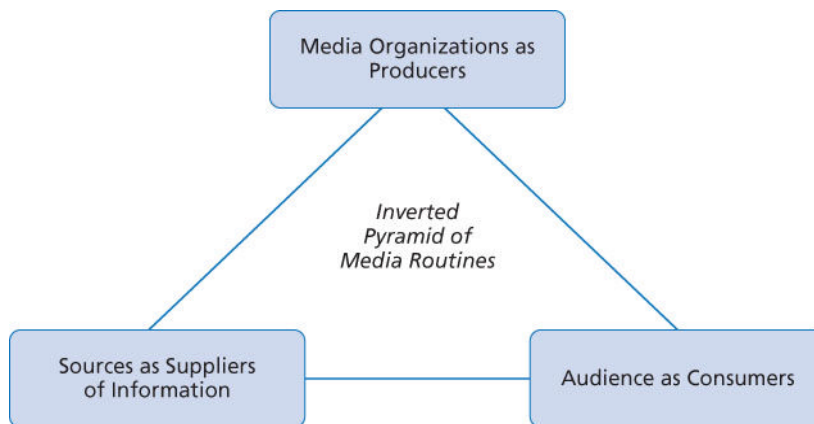 Media Organizations as
Producers
Inverted
Pyramid of
Media Routines
Sources as Suppliers
of Information
Audience as Consumers